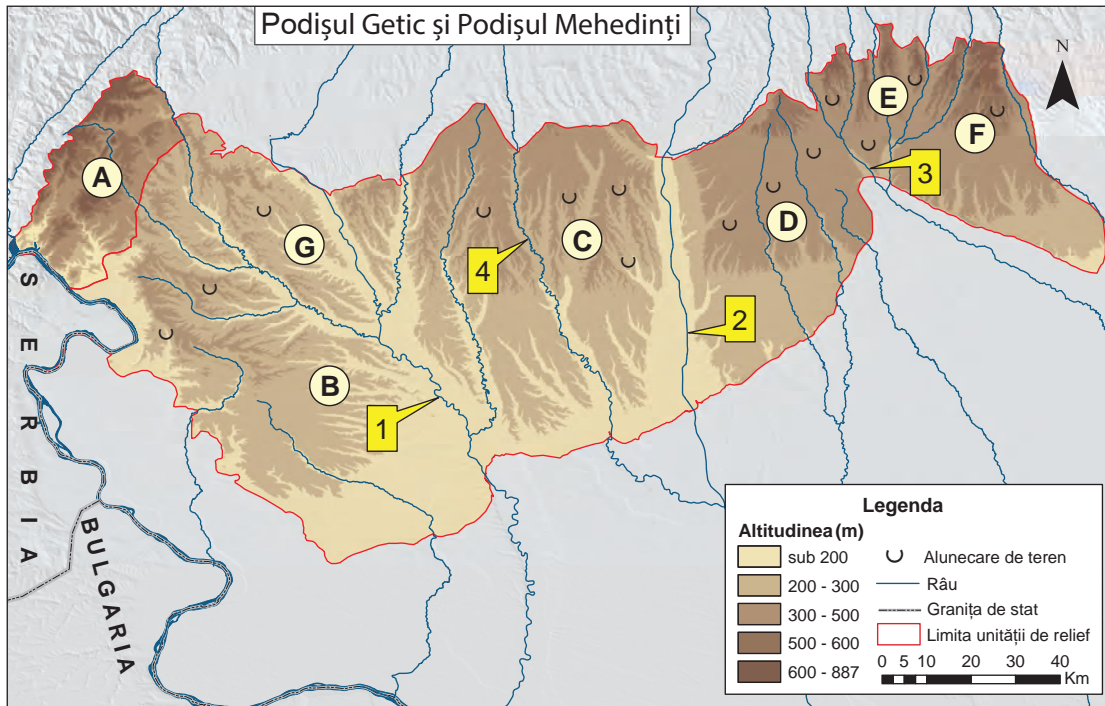 Podișul Getic și Podișul Mehedinți
N
A
B
C
D
E
F
G
1
2
3
4
SERBIA
BULGARIA
Legenda
Altitudinea (m)
sub 200
200 - 300
300 - 500
500 - 600
600 - 887
Alunecare de teren
Râu
Granița de stat
Limita unității de relief
0 5 10 20 30 40
Km